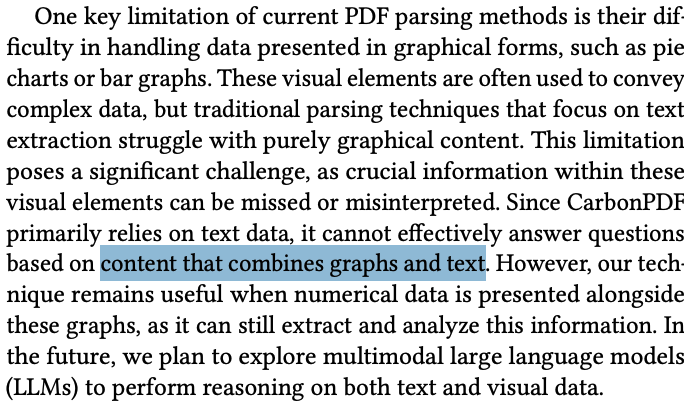 One key limitation of current PDF parsing methods is their dif-
ficulty in handling data presented in graphical forms, such as pie
charts or bar graphs. These visual elements are often used to convey
complex data, but traditional parsing techniques that focus on text
extraction struggle with purely graphical content. This limitation
poses a significant challenge, as crucial information within these
visual elements can be missed or misinterpreted. Since CarbonPDF
primarily relies on text data, it cannot effectively answer questions
based on content that combines graphs and text. However, our tech-
nique remains useful when numerical data is presented alongside
these graphs, as it can still extract and analyze this information. In
the future, we plan to explore multimodal large language models
(LLMs) to perform reasoning on both text and visual data.